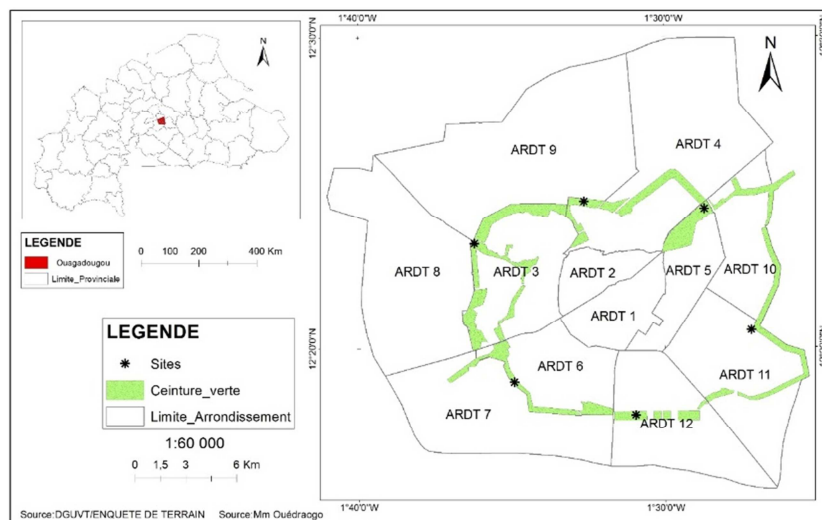 N
LEGENDE
Ouagadougou
Limite_Provinciale
0 100 200 400 Km
LEGENDE
Sites
Ceinture_verte
Limite_Arrondissement
1:60 000
0 1,5 3 6 Km
Source:DGUVT/ENQUETE DE TERRAIN Source:Mm Ouédraogo
1°40'0"W 1°30'0"W
12°30'0"N
N
ARDT 9
ARDT 4
ARDT 8
ARDT 3
ARDT 2
ARDT 5
ARDT 10
ARDT 1
12°20'0"N
ARDT 6
ARDT 11
ARDT 7
ARDT 12
1°40'0"W 1°30'0"W